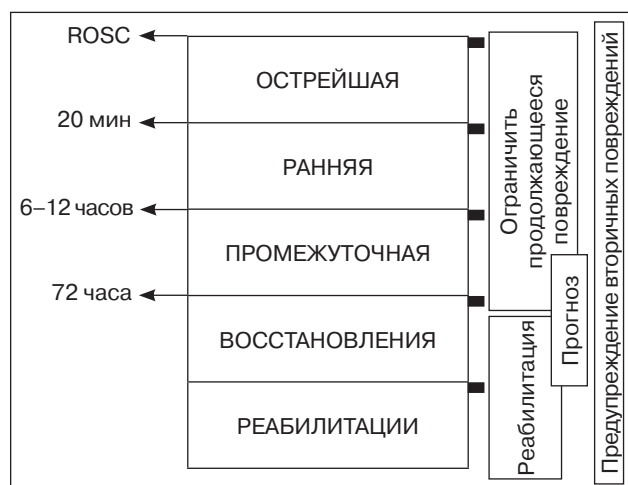 ROSC
ОСТРЕЙШАЯ
20 мин
РАННЯЯ
6–12 часов
ПРОМЕЖУТОЧНАЯ
72 часа
ВОССТАНОВЛЕНИЯ
РЕАБИЛИТАЦИИ
Ограничить
продолжающееся
повреждение
Прогноз
Реабилитация
Предупреждение вторичных повреждений